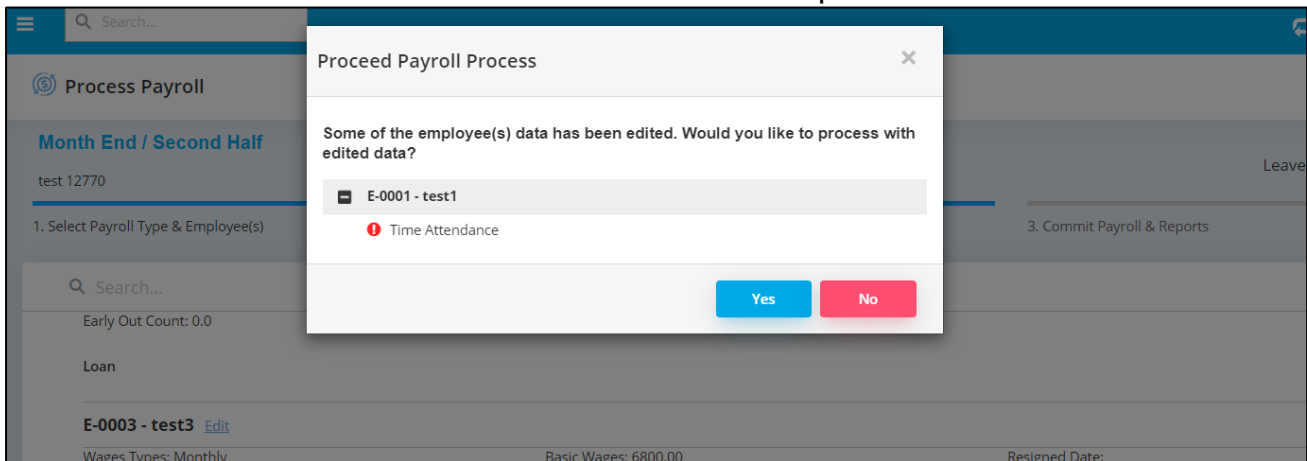 Search...
Proceed Payroll Process
Process Payroll
Some of the employee(s) data has been edited. Would you like to process with
edited data?
Month End / Second Half
test 12770
Leave
E-0001 - test1
Time Attendance
1. Select Payroll Type & Employee(s)
3. Commit Payroll & Reports
Yes
No
Search...
Early Out Count: 0.0
Loan
E-0003 - test3 Edit
Wages Types: Monthly Basic Wages: 6800.00 Resigned Date: